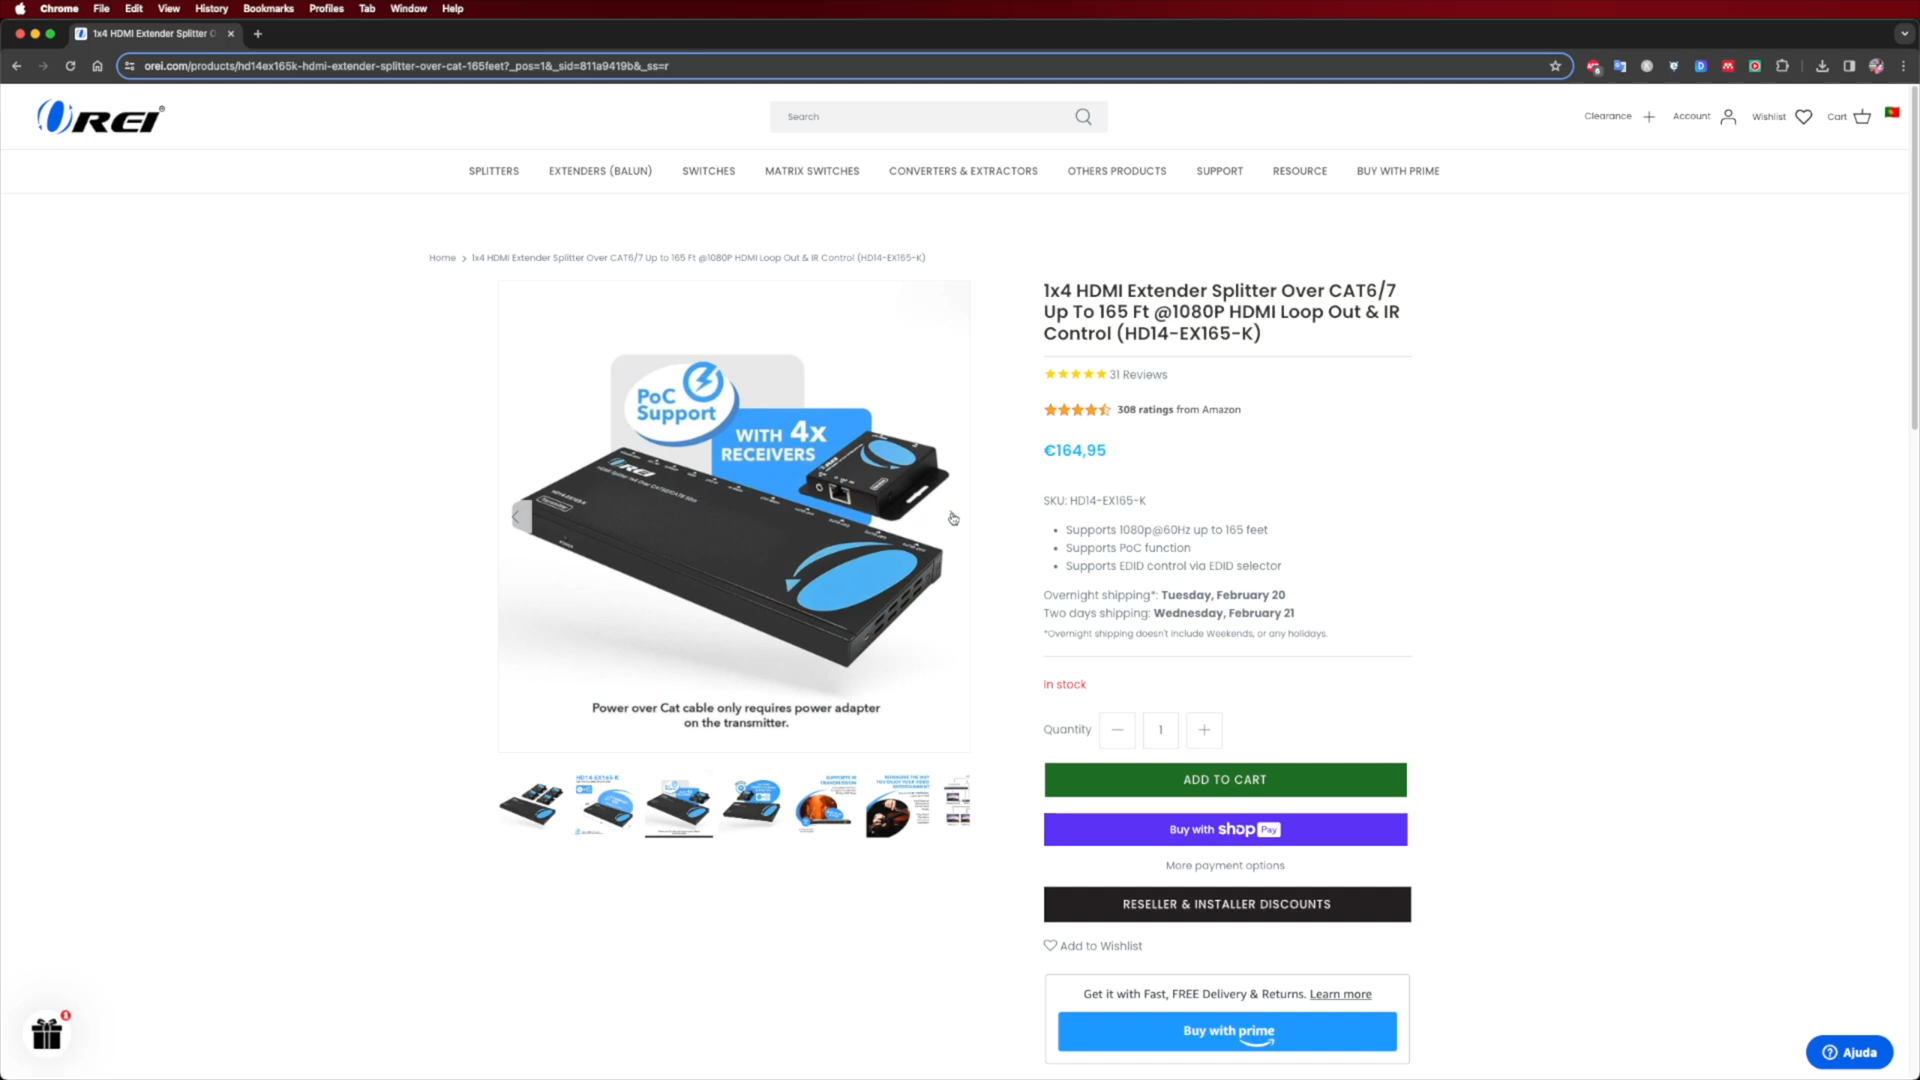 Chrome File Edit View History Bookmarks Profiles Tab Window Help
1x4 HDMI Extender Splitter O
orei.com/products/hd14ex165k-hdmi-extender-splitter-over-cat-165feet?_pos=1&_sid=811a9419b&_ss=r
OREI
Search
Clearance Account Wishlist Cart
SPLITTERS EXTENDERS (BALUN) SWITCHES MATRIX SWITCHES CONVERTERS & EXTRACTORS OTHERS PRODUCTS SUPPORT RESOURCE BUY WITH PRIME
Home > 1x4 HDMI Extender Splitter Over CAT6/7 Up to 165 Ft @1080P HDMI Loop Out & IR Control (HD14-EX165-K)
PoC
Support
WITH 4x
RECEIVERS
OREI
Power over Cat cable only requires power adapter
on the transmitter.
HD14-EX165-K
1x4 HDMI Extender Splitter Over CAT6/7
Up To 165 Ft @1080P HDMI Loop Out & IR
Control (HD14-EX165-K)
31 Reviews
308 ratings from Amazon
€164,95
SKU: HD14-EX165-K
• Supports 1080p@60Hz up to 165 feet
• Supports PoC function
• Supports EDID control via EDID selector
Overnight shipping*: Tuesday, February 20
Two days shipping: Wednesday, February 21
*Overnight shipping doesn't include Weekends, or any holidays.
In stock
Quantity — 1 +
ADD TO CART
Buy with shop Pay
More payment options
RESELLER & INSTALLER DISCOUNTS
Add to Wishlist
Get it with Fast, FREE Delivery & Returns. Learn more
Buy with prime
1
Ajuda